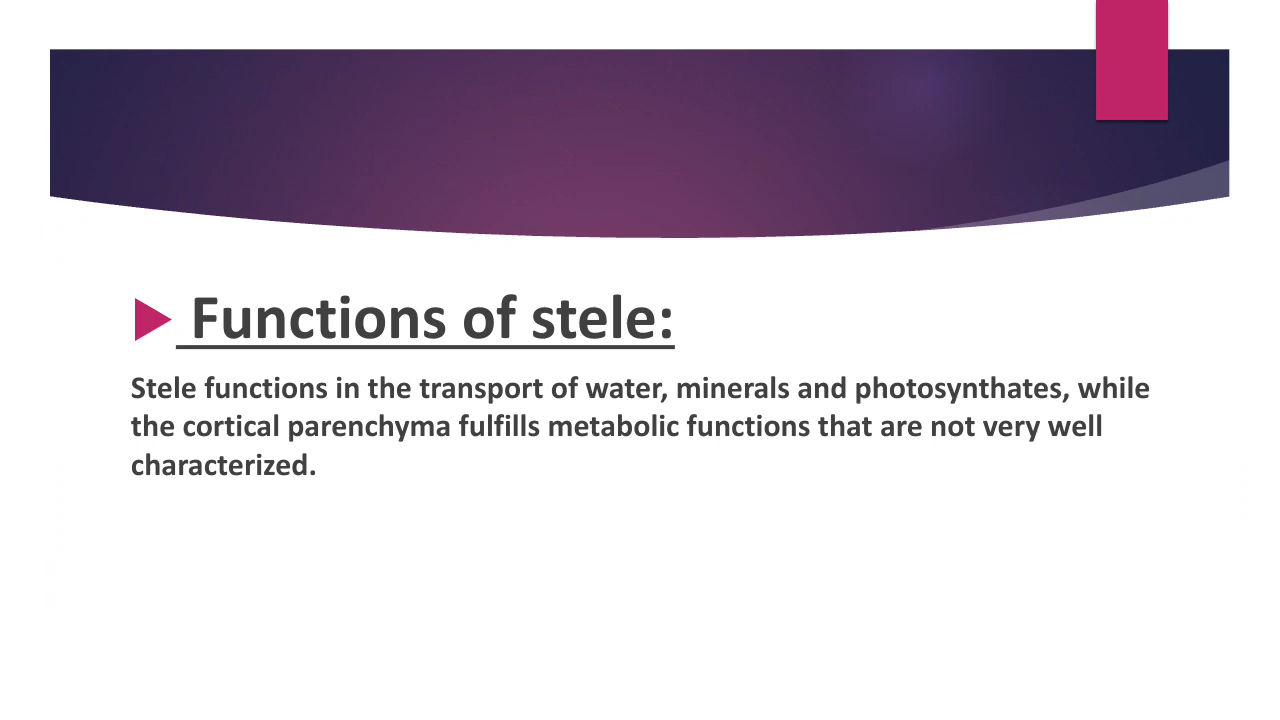 Functions of stele:
Stele functions in the transport of water, minerals and photosynthates, while
the cortical parenchyma fulfills metabolic functions that are not very well
characterized.